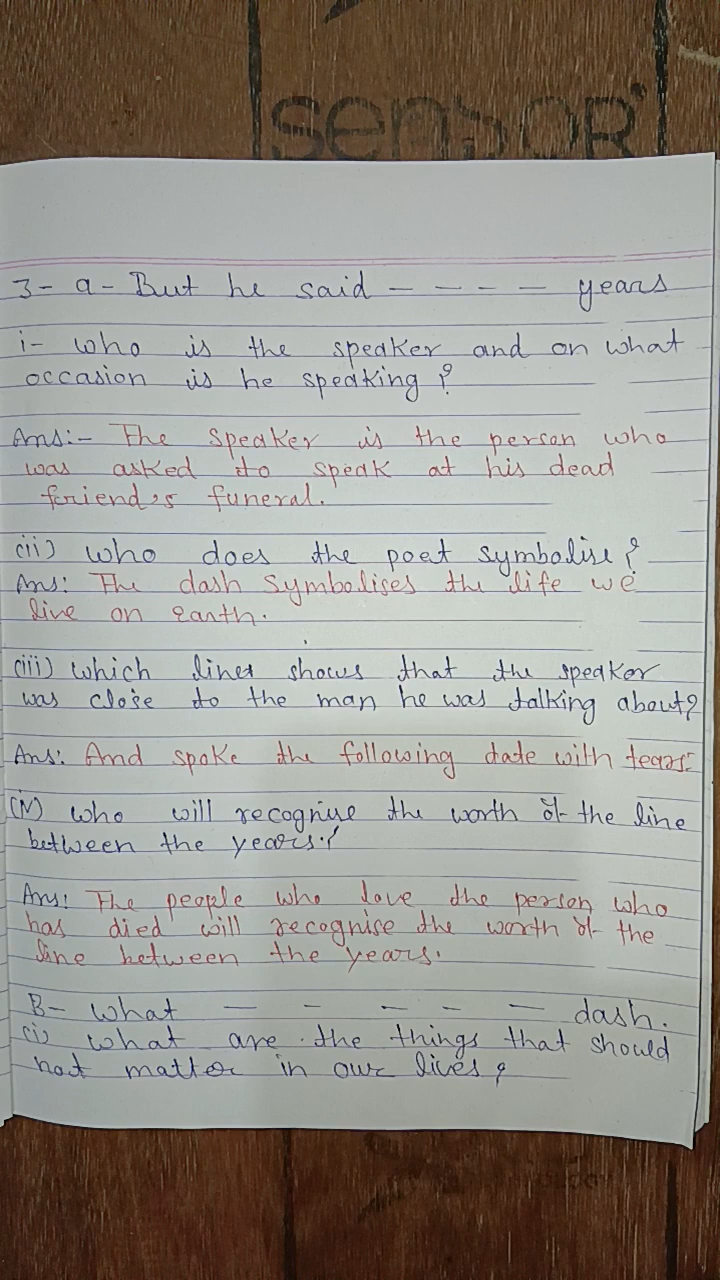 SENSOR
3- a- But he said - - - - years
i- who is the speaker and on what
occasion is he speaking ?
Ans:- The speaker is the person who
was asked to speak at his dead
friend's funeral.
(ii) who does the poet symbolise ?
Ans: The dash symbolises the life we
live on earth.
(iii) which lines shows that the speaker
was close to the man he was talking about?
Ans: And spoke the following date with tears.
(iv) who will recognise the worth of the line
between the years.?
Ans: The people who love the person who
has died will recognise the worth of the
line between the years.
B- what - - - - - dash.
(i) what are the things that should
not matter in our lives ?